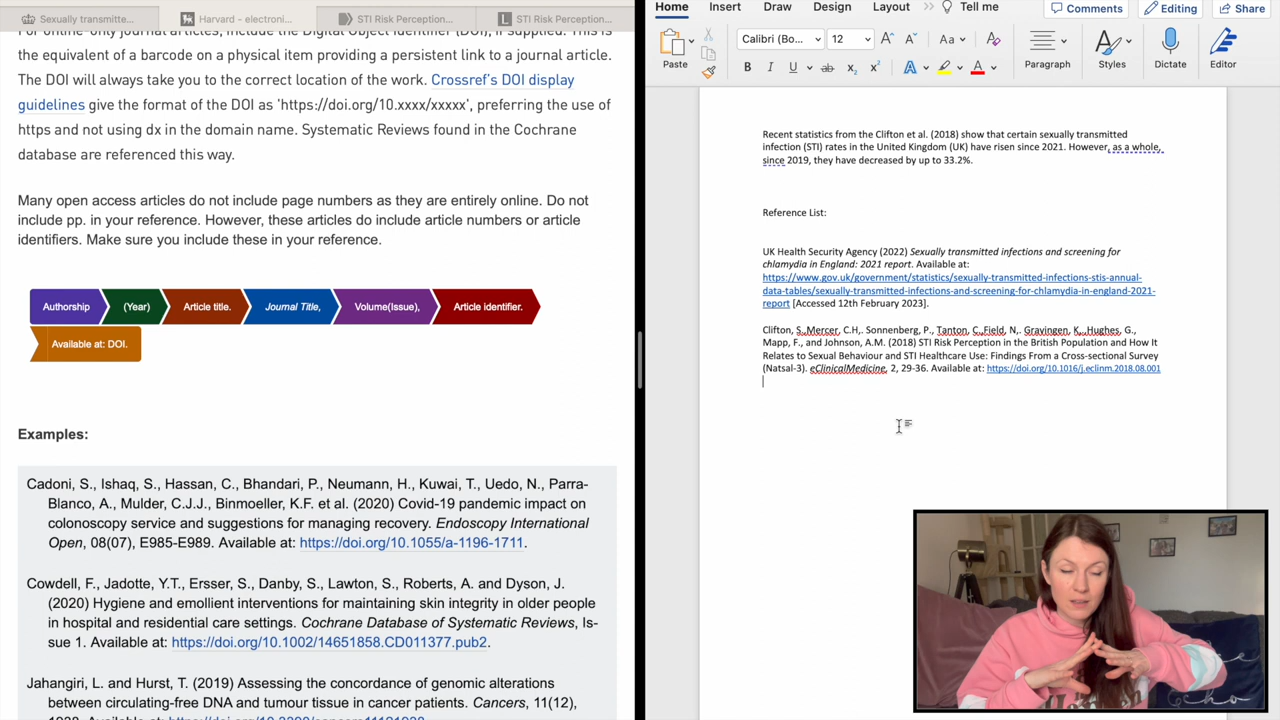 Sexually transmitte...
Harvard - electroni...
STI Risk Perception...
STI Risk Perception...
For online-only journal articles, include the Digital Object Identifier (DOI), if supplied. This is
the equivalent of a barcode on a physical item providing a persistent link to a journal article.
The DOI will always take you to the correct location of the work. Crossref's DOI display
guidelines give the format of the DOI as 'https://doi.org/10.xxxx/xxxxx', preferring the use of
https and not using dx in the domain name. Systematic Reviews found in the Cochrane
database are referenced this way.
Many open access articles do not include page numbers as they are entirely online. Do not
include pp. in your reference. However, these articles do include article numbers or article
identifiers. Make sure you include these in your reference.
Authorship
(Year)
Article title.
Journal Title,
Volume(Issue),
Article identifier.
Available at: DOI.
Examples:
Cadoni, S., Ishaq, S., Hassan, C., Bhandari, P., Neumann, H., Kuwai, T., Uedo, N., Parra-
Blanco, A., Mulder, C.J.J., Binmoeller, K.F. et al. (2020) Covid-19 pandemic impact on
colonoscopy service and suggestions for managing recovery. Endoscopy International
Open, 08(07), E985-E989. Available at: https://doi.org/10.1055/a-1196-1711.
Cowdell, F., Jadotte, Y.T., Ersser, S., Danby, S., Lawton, S., Roberts, A. and Dyson, J.
(2020) Hygiene and emollient interventions for maintaining skin integrity in older people
in hospital and residential care settings. Cochrane Database of Systematic Reviews, Is-
sue 1. Available at: https://doi.org/10.1002/14651858.CD011377.pub2.
Jahangiri, L. and Hurst, T. (2019) Assessing the concordance of genomic alterations
between circulating-free DNA and tumour tissue in cancer patients. Cancers, 11(12),
Home Insert Draw Design Layout Tell me Comments Editing Share
Paste
Calibri (Bo... 12
Paragraph
Styles
Dictate
Editor
Recent statistics from the Clifton et al. (2018) show that certain sexually transmitted
infection (STI) rates in the United Kingdom (UK) have risen since 2021. However, as a whole,
since 2019, they have decreased by up to 33.2%.
Reference List:
UK Health Security Agency (2022) Sexually transmitted infections and screening for
chlamydia in England: 2021 report. Available at:
https://www.gov.uk/government/statistics/sexually-transmitted-infections-stis-annual-
data-tables/sexually-transmitted-infections-and-screening-for-chlamydia-in-england-2021-
report [Accessed 12th February 2023].
Clifton, S.,Mercer, C.H,. Sonnenberg, P., Tanton, C.,Field, N,. Gravingen, K.,Hughes, G.,
Mapp, F., and Johnson, A.M. (2018) STI Risk Perception in the British Population and How It
Relates to Sexual Behaviour and STI Healthcare Use: Findings From a Cross-sectional Survey
(Natsal-3). eClinicalMedicine, 2, 29-36. Available at: https://doi.org/10.1016/j.eclinm.2018.08.001